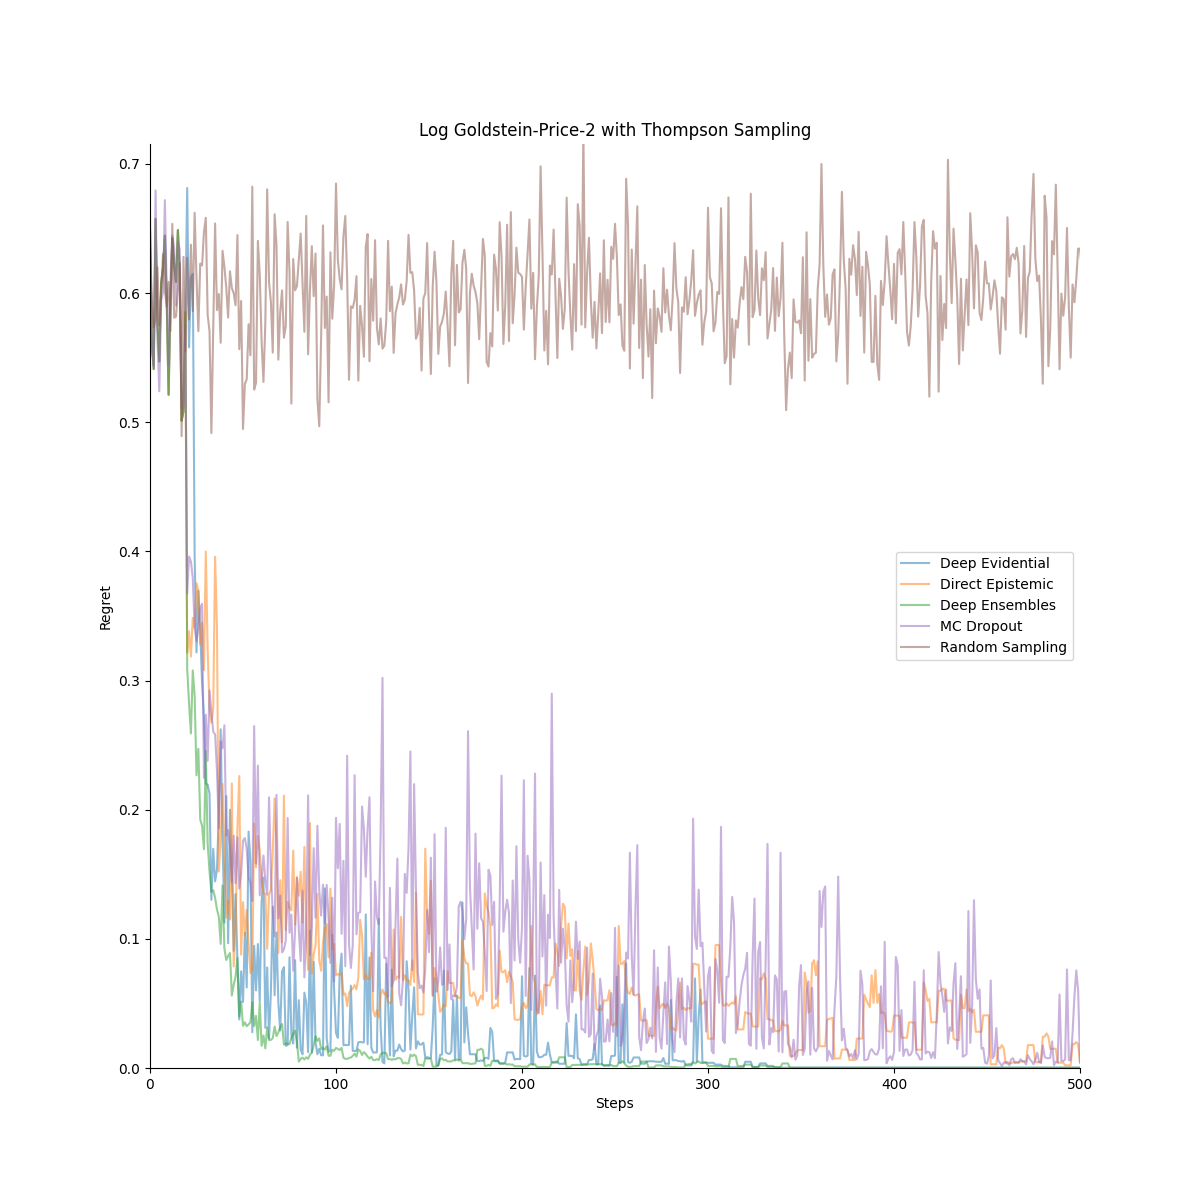 Log Goldstein-Price-2 with Thompson Sampling
0.7
0.6
0.5
0.4
0.3
0.2
0.1
0.0
Regret
Deep Evidential
Direct Epistemic
Deep Ensembles
MC Dropout
Random Sampling
0 100 200 300 400 500
Steps